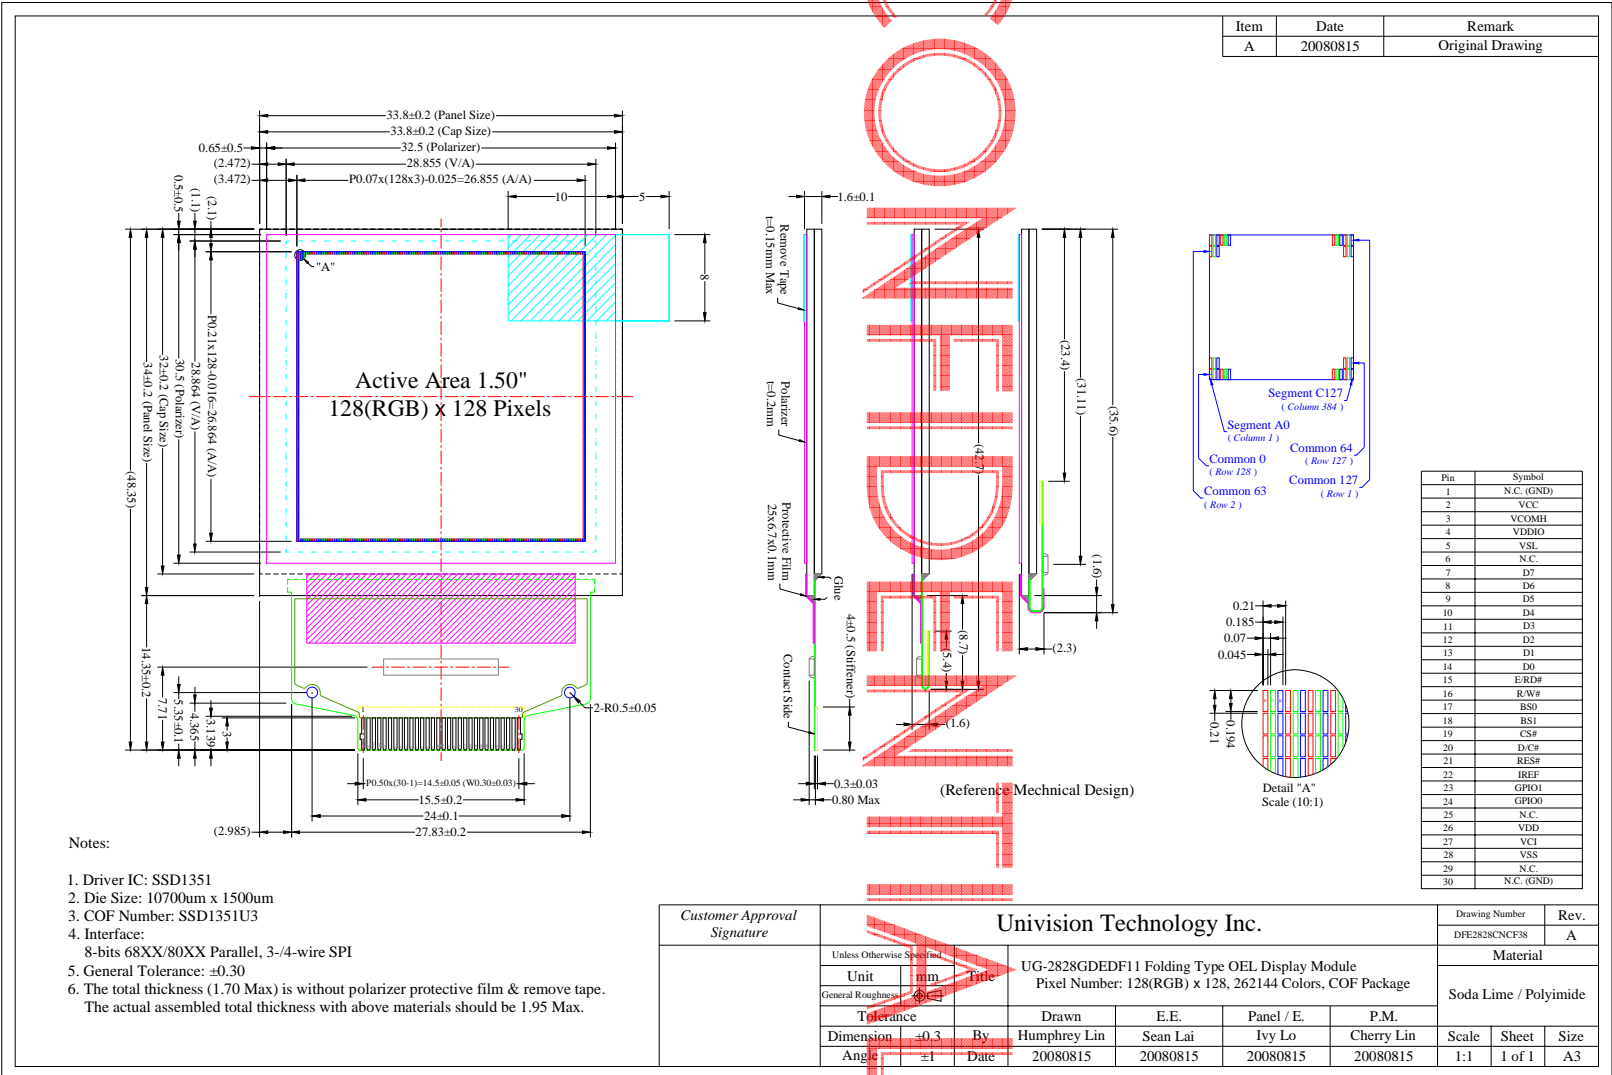 Item Date Remark
A 20080815 Original Drawing
33.8±0.2 (Panel Size)
33.8±0.2 (Cap Size)
0.65±0.5 32.5 (Polarizer)
(2.472) 28.855 (V/A)
(3.472) P0.07x(128x3)-0.025=26.855 (A/A)
10 5
0.5±0.5
(1.1)
(2.1)
"A"
8
P0.21x128-0.016=26.864 (A/A)
28.864 (V/A)
30.5 (Polarizer)
32±0.2 (Cap Size)
34±0.2 (Panel Size)
(48.35)
Active Area 1.50"
128(RGB) x 128 Pixels
14.35±0.2
7.71
5.35±0.1
4.365
3.139
3
1 30
2-R0.5±0.05
P0.50x(30-1)=14.5±0.05 (W0.30±0.03)
15.5±0.2
24±0.1
(2.985) 27.83±0.2
1.6±0.1
Remove Tape
t=0.15mm Max
Polarizer
t=0.2mm
Protective Film
25x6.7x0.1mm
Glue
4±0.5 (Stiffener)
Contact Side
0.3±0.03
0.80 Max
(42.7)
(8.7)
(5.4)
(1.6)
(23.4)
(31.11)
(35.6)
(1.6)
(2.3)
(Reference Mechnical Design)
CONFIDENTIAL
Segment C127
( Column 384 )
Segment A0
( Column 1 )
Common 64
( Row 127 )
Common 0
( Row 128 )
Common 127
( Row 1 )
Common 63
( Row 2 )
0.21
0.185
0.07
0.045
0.21
0.194
Detail "A"
Scale (10:1)
Pin Symbol
1 N.C. (GND)
2 VCC
3 VCOMH
4 VDDIO
5 VSL
6 N.C.
7 D7
8 D6
9 D5
10 D4
11 D3
12 D2
13 D1
14 D0
15 E/RD#
16 R/W#
17 BS0
18 BS1
19 CS#
20 D/C#
21 RES#
22 IREF
23 GPIO1
24 GPIO0
25 N.C.
26 VDD
27 VCI
28 VSS
29 N.C.
30 N.C. (GND)
Notes:
1. Driver IC: SSD1351
2. Die Size: 10700um x 1500um
3. COF Number: SSD1351U3
4. Interface:
8-bits 68XX/80XX Parallel, 3-/4-wire SPI
5. General Tolerance: ±0.30
6. The total thickness (1.70 Max) is without polarizer protective film & remove tape.
The actual assembled total thickness with above materials should be 1.95 Max.
Customer Approval
Signature
Univision Technology Inc.
Drawing Number Rev.
DFE2828CNCF38 A
Unless Otherwise Specified
Unit mm Title
General Roughness
UG-2828GDEDF11 Folding Type OEL Display Module
Pixel Number: 128(RGB) x 128, 262144 Colors, COF Package
Material
Soda Lime / Polyimide
Tolerance Drawn E.E. Panel / E. P.M.
Dimension ±0.3 By Humphrey Lin Sean Lai Ivy Lo Cherry Lin Scale Sheet Size
Angle ±1 Date 20080815 20080815 20080815 20080815 1:1 1 of 1 A3